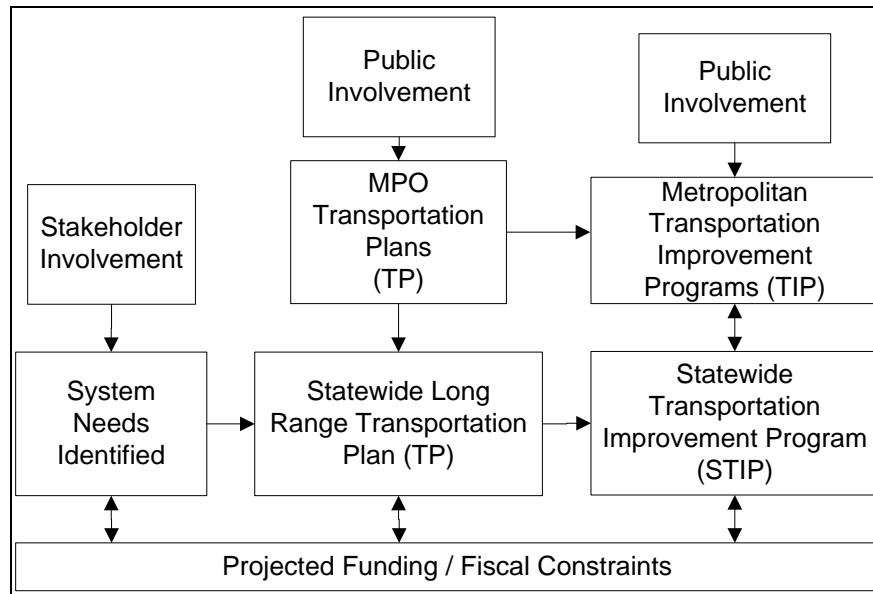 Public
Involvement
Public
Involvement
Stakeholder
Involvement
MPO
Transportation
Plans
(TP)
Metropolitan
Transportation
Improvement
Programs (TIP)
System
Needs
Identified
Statewide Long
Range Transportation
Plan (TP)
Statewide
Transportation
Improvement Program
(STIP)
Projected Funding / Fiscal Constraints